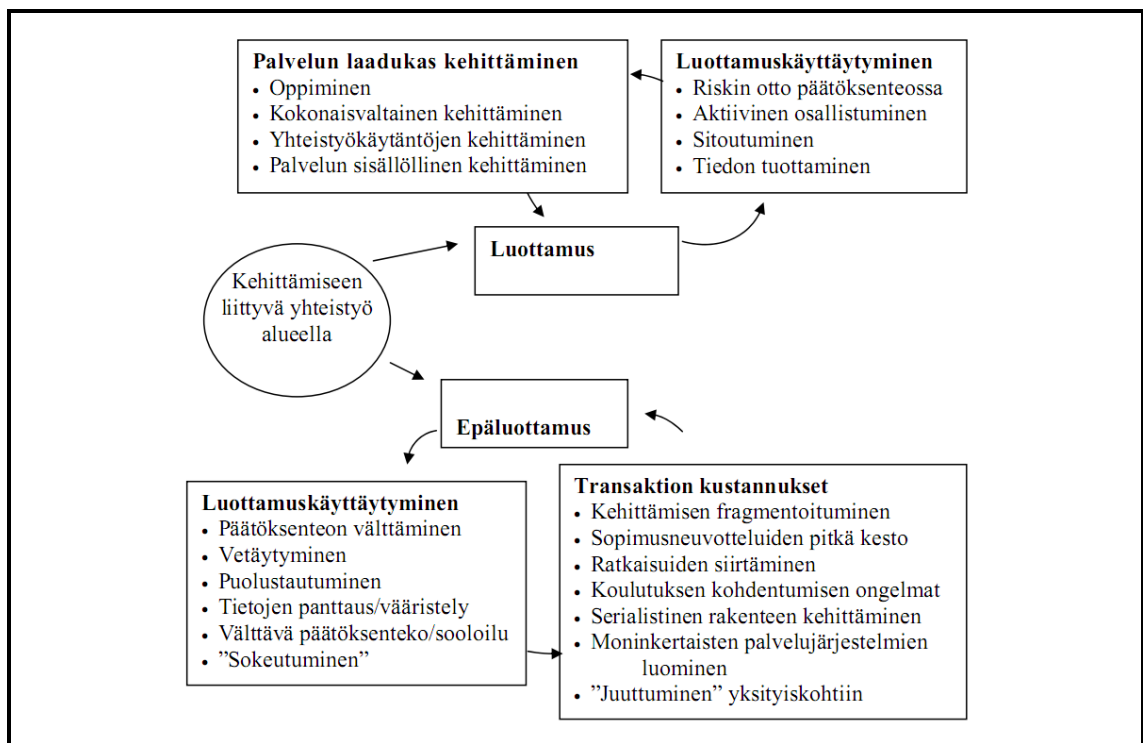 Palvelun laadukas kehittäminen
• Oppiminen
• Kokonaisvaltainen kehittäminen
• Yhteistyökäytäntöjen kehittäminen
• Palvelun sisällöllinen kehittäminen
Luottamuskäyttäytyminen
• Riskin otto päätöksenteossa
• Aktiivinen osallistuminen
• Sitoutuminen
• Tiedon tuottaminen
Luottamus
Kehittämiseen
liittyvä yhteistyö
alueella
Epäluottamus
Luottamuskäyttäytyminen
• Päätöksenteon välttäminen
• Vetäytyminen
• Puolustautuminen
• Tietojen panttaus/vääristely
• Välttävä päätöksenteko/sooloilu
• ”Sokeutuminen”
Transaktion kustannukset
• Kehittämisen fragmentoituminen
• Sopimusneuvotteluiden pitkä kesto
• Ratkaisuiden siirtäminen
• Koulutuksen kohdentumisen ongelmat
• Serialistinen rakenteen kehittäminen
• Moninkertaisten palvelujärjestelmien
luominen
• ”Juuttuminen” yksityiskohtiin